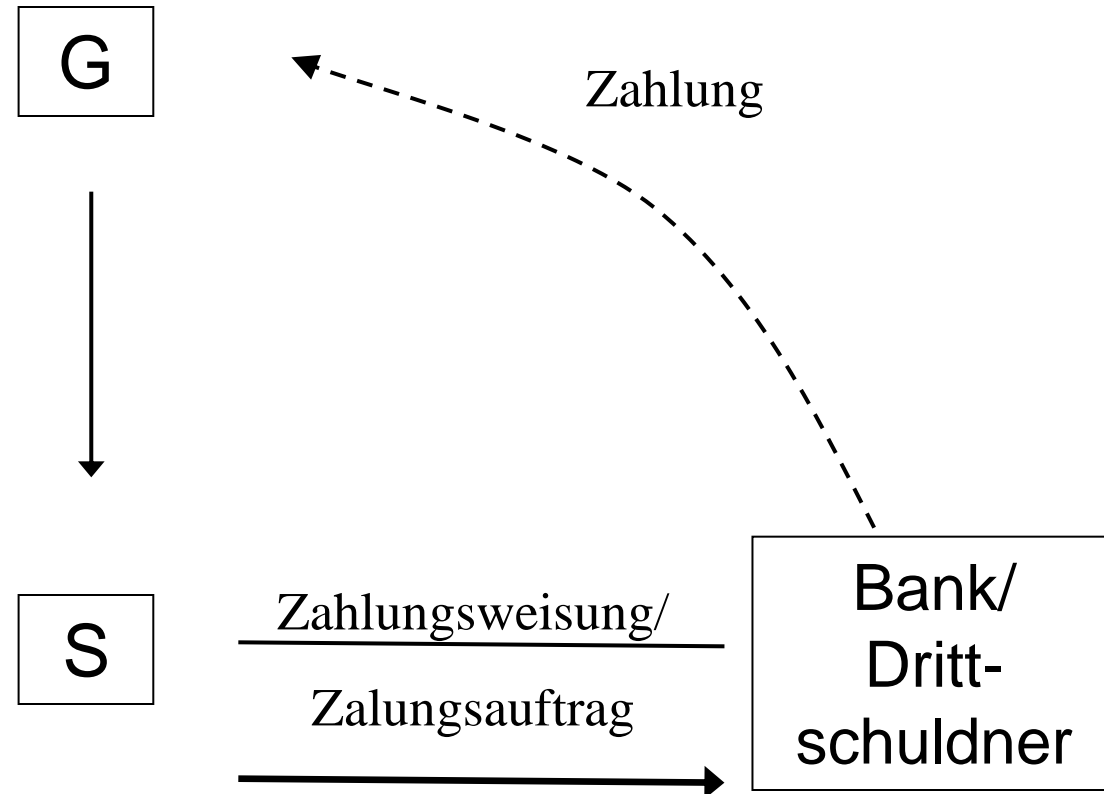 G
Zahlung
S
Zahlungsweisung/
Zalungsauftrag
Bank/
Dritt-
schuldner